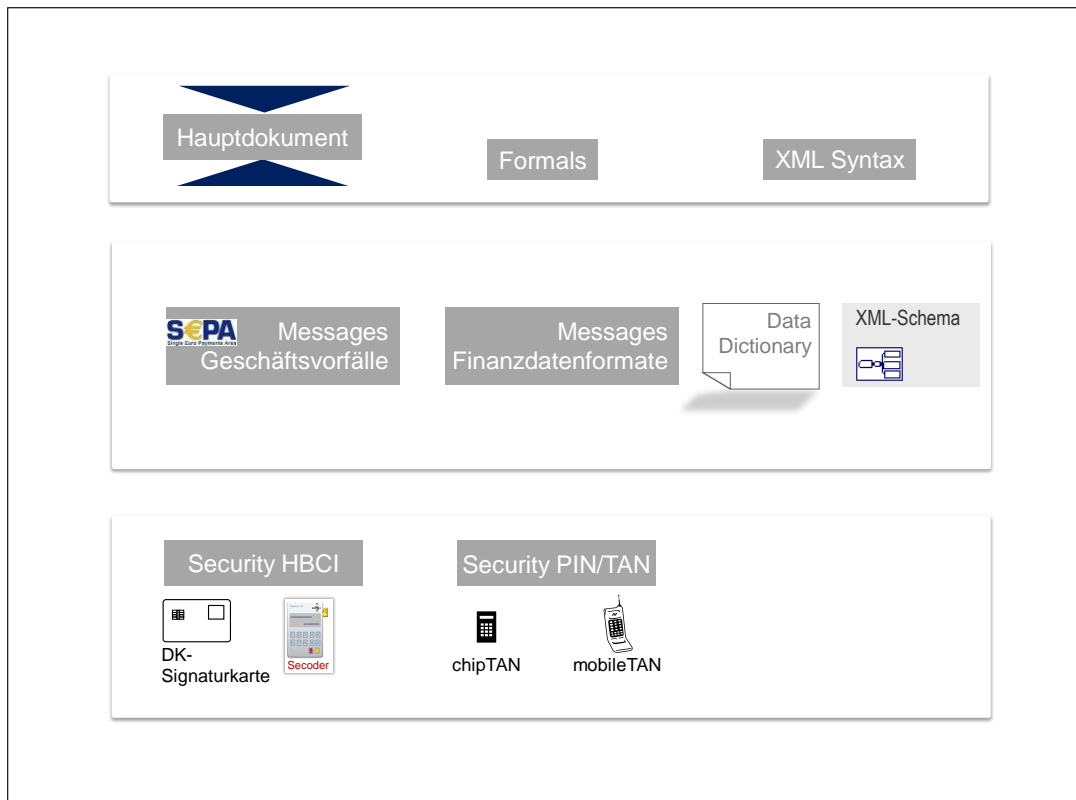 Hauptdokument
Formals
XML Syntax
S€PA
Single Euro Payments Area
Messages
Geschäftsvorfälle
Messages
Finanzdatenformate
Data
Dictionary
XML-Schema
Security HBCI
Security PIN/TAN
DK-
Signaturkarte
Secoder
chipTAN
mobileTAN